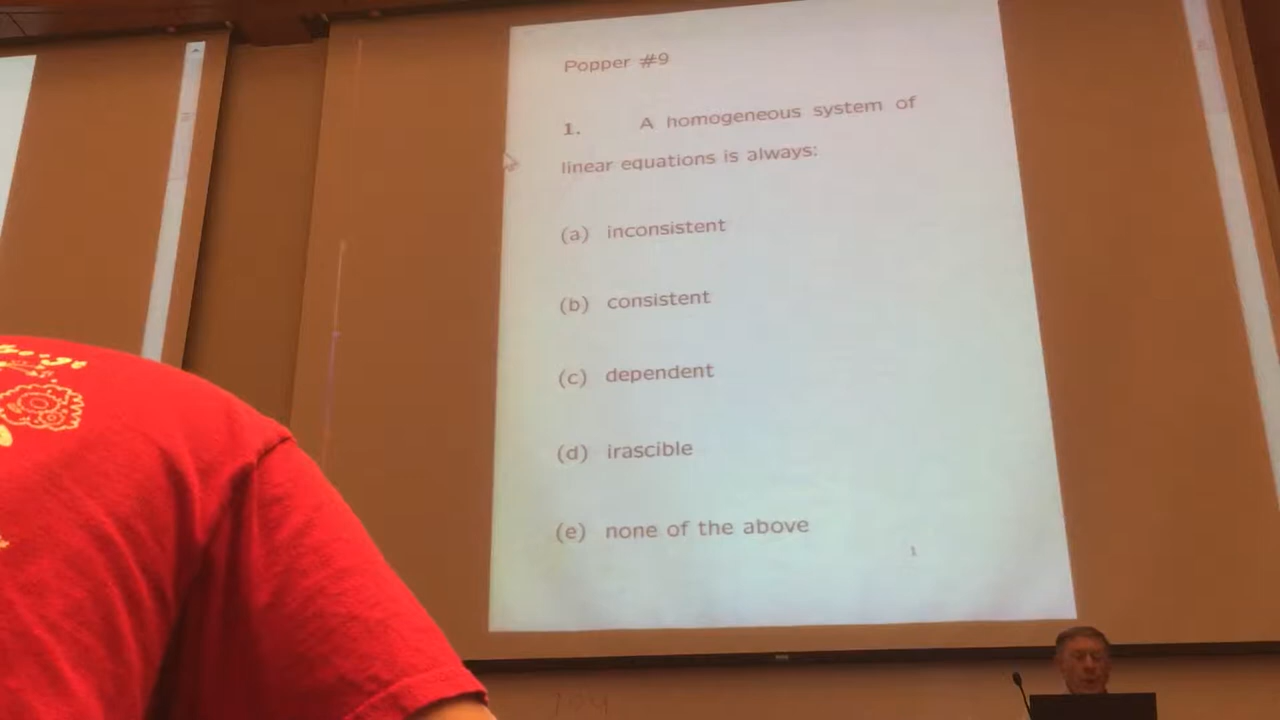 Popper #9
1. A homogeneous system of
linear equations is always:
(a) inconsistent
(b) consistent
(c) dependent
(d) irascible
(e) none of the above
1